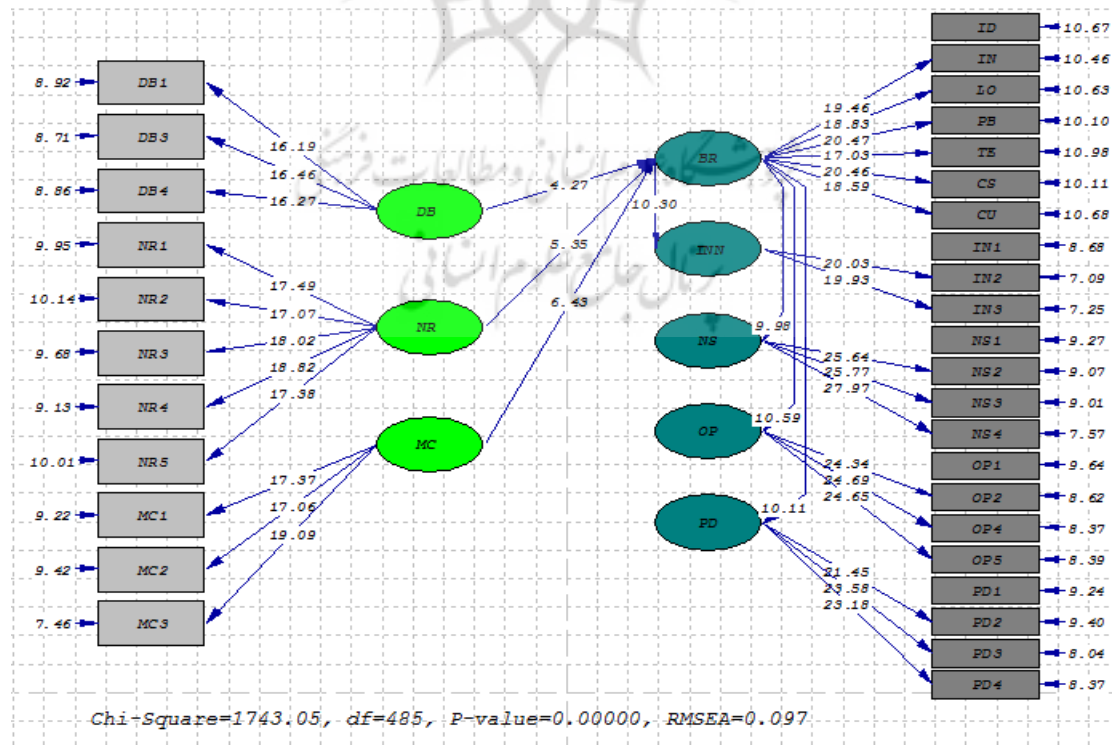 8.92 DB1
8.71 DB3
8.86 DB4
9.95 NR1
10.14 NR2
9.68 NR3
9.13 NR4
10.01 NR5
9.22 MC1
9.42 MC2
7.46 MC3
16.19
16.46
16.27
17.49
17.07
18.02
18.82
17.38
17.37
17.06
19.09
DB
NR
MC
4.27
5.35
6.43
پژوهشگاه علوم انسانی و مطالعات فرهنگی
پرتال جامع علوم انسانی
BR
INN
NS
OP
PD
10.30
9.98
10.59
10.11
19.46
18.83
20.47
17.03
20.46
18.59
20.03
19.93
25.64
25.77
27.97
24.34
24.69
24.65
21.45
23.58
23.18
ID 10.67
IN 10.46
LO 10.63
PB 10.10
TE 10.98
CS 10.11
CU 10.68
IN1 8.68
IN2 7.09
IN3 7.25
NS1 9.27
NS2 9.07
NS3 9.01
NS4 7.57
OP1 9.64
OP2 8.62
OP4 8.37
OP5 8.39
PD1 9.24
PD2 9.40
PD3 8.04
PD4 8.37
Chi-Square=1743.05, df=485, P-value=0.00000, RMSEA=0.097